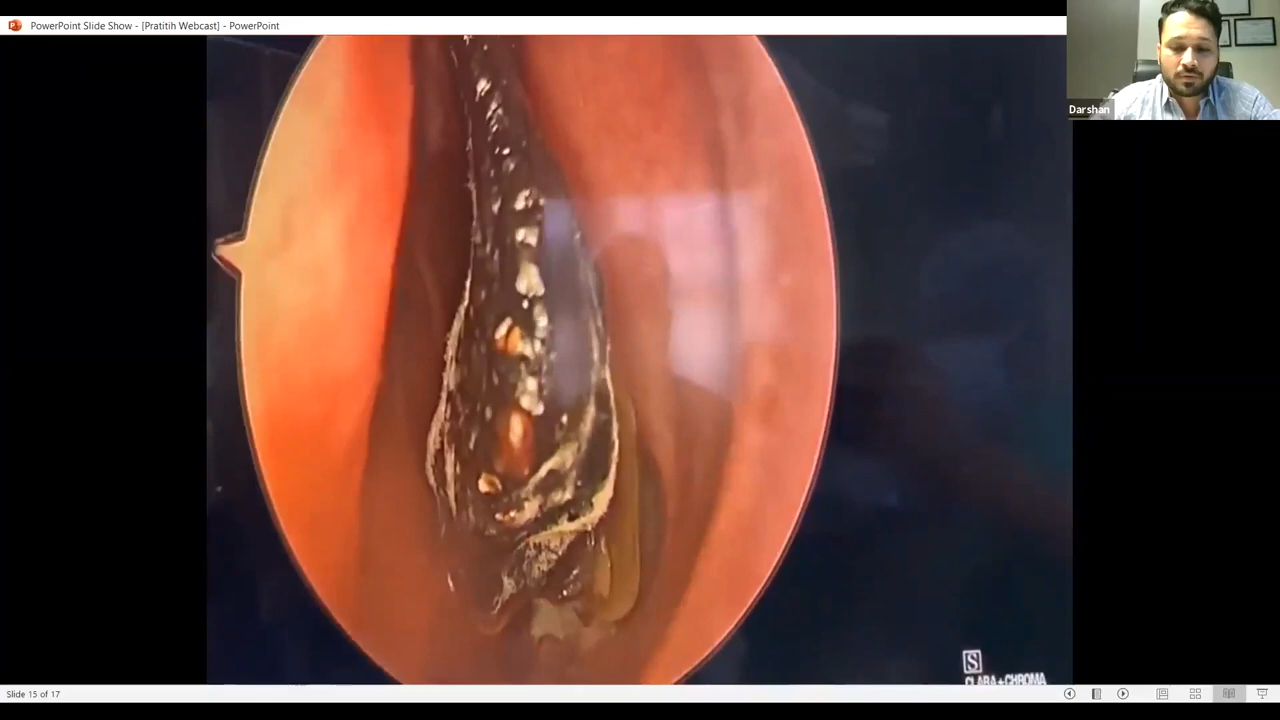 PowerPoint Slide Show - [Pratitih Webcast] - PowerPoint
Darshan
S
CLARA+CHROMA
Slide 15 of 17